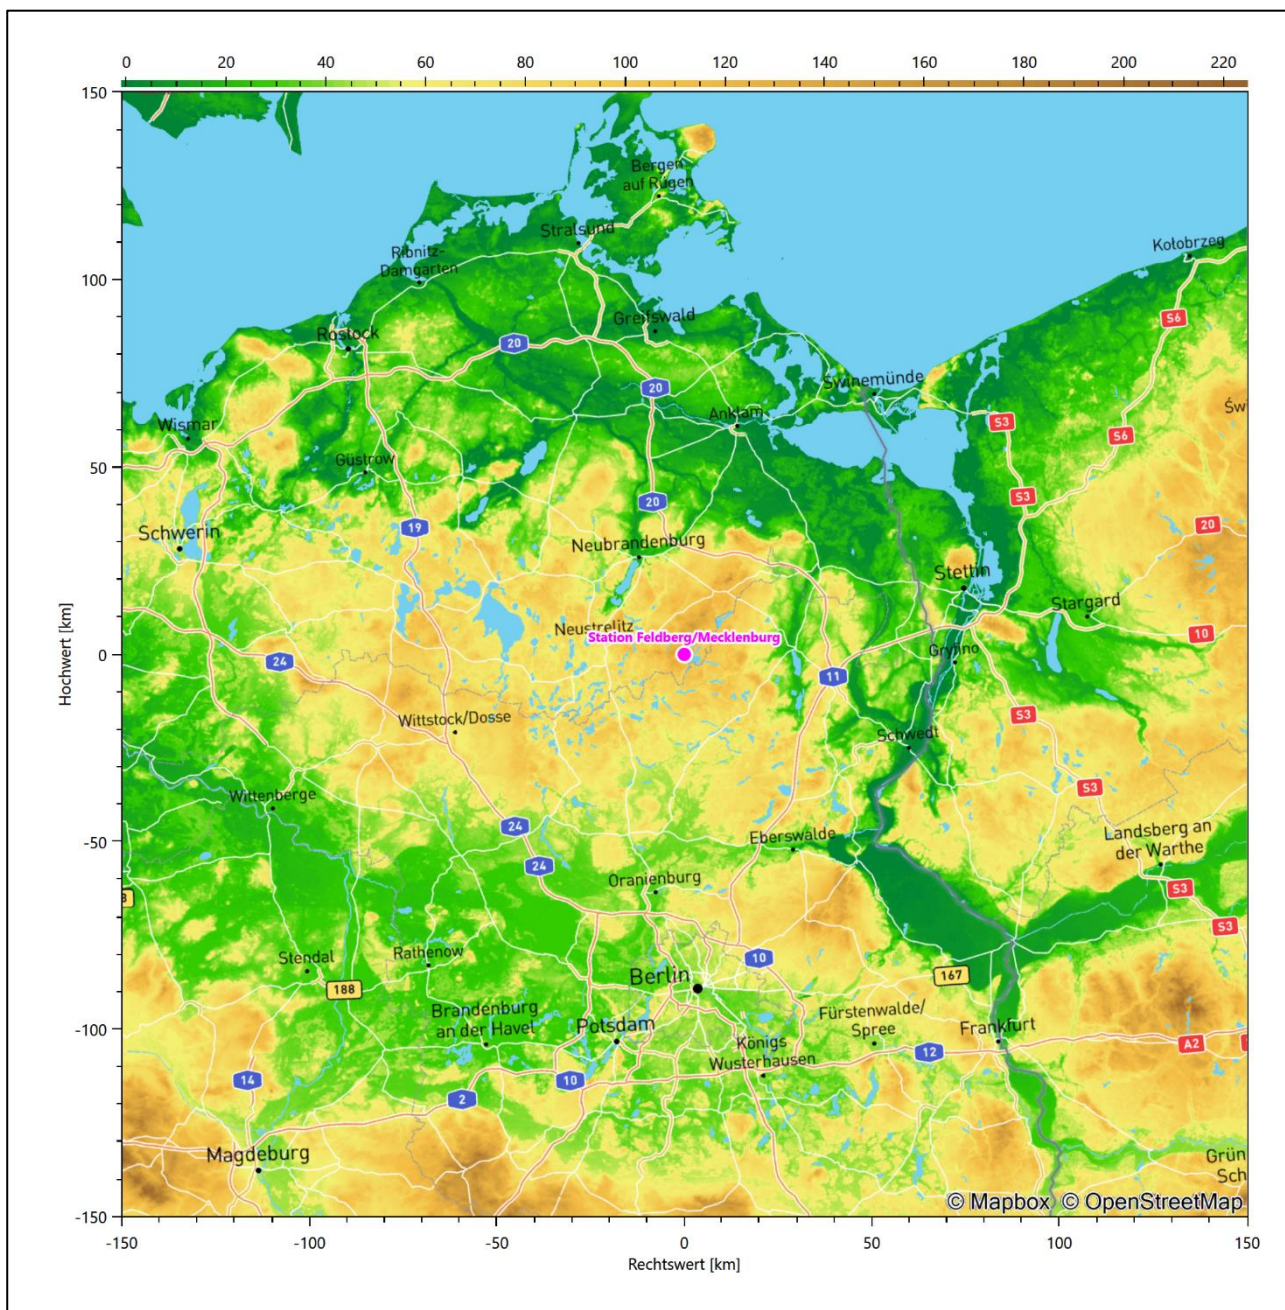 0 20 40 60 80 100 120 140 160 180 200 220
150
Bergen
auf Rügen
Stralsund
Kołobrzeg
Ribnitz-
Damgarten
100
S6
Greifswald
Rostock
20
20
Swinemünde
Anklam
S3
S6
Wismar
50
Güstrow
S3
20
19
20
Schwerin
Neubrandenburg
Stettin
Stargard
Neustrelitz
Station Feldberg/Mecklenburg
10
0
24
Gryfino
11
Hochwert [km]
Wittstock/Dosse
S3
Schwedt
S3
Wittenberge
24
-50
Eberswalde
Landsberg an
der Warthe
24
Oranienburg
S3
S3
Rathenow
Stendal
10
Berlin
167
188
Brandenburg
an der Havel
Fürstenwalde/
Spree
-100
Potsdam
Frankfurt
Königs
Wusterhausen
12
A2
14
10
2
Magdeburg
Grün
Sch
© Mapbox © OpenStreetMap
-150
-150 -100 -50 0 50 100 150
Rechtswert [km]